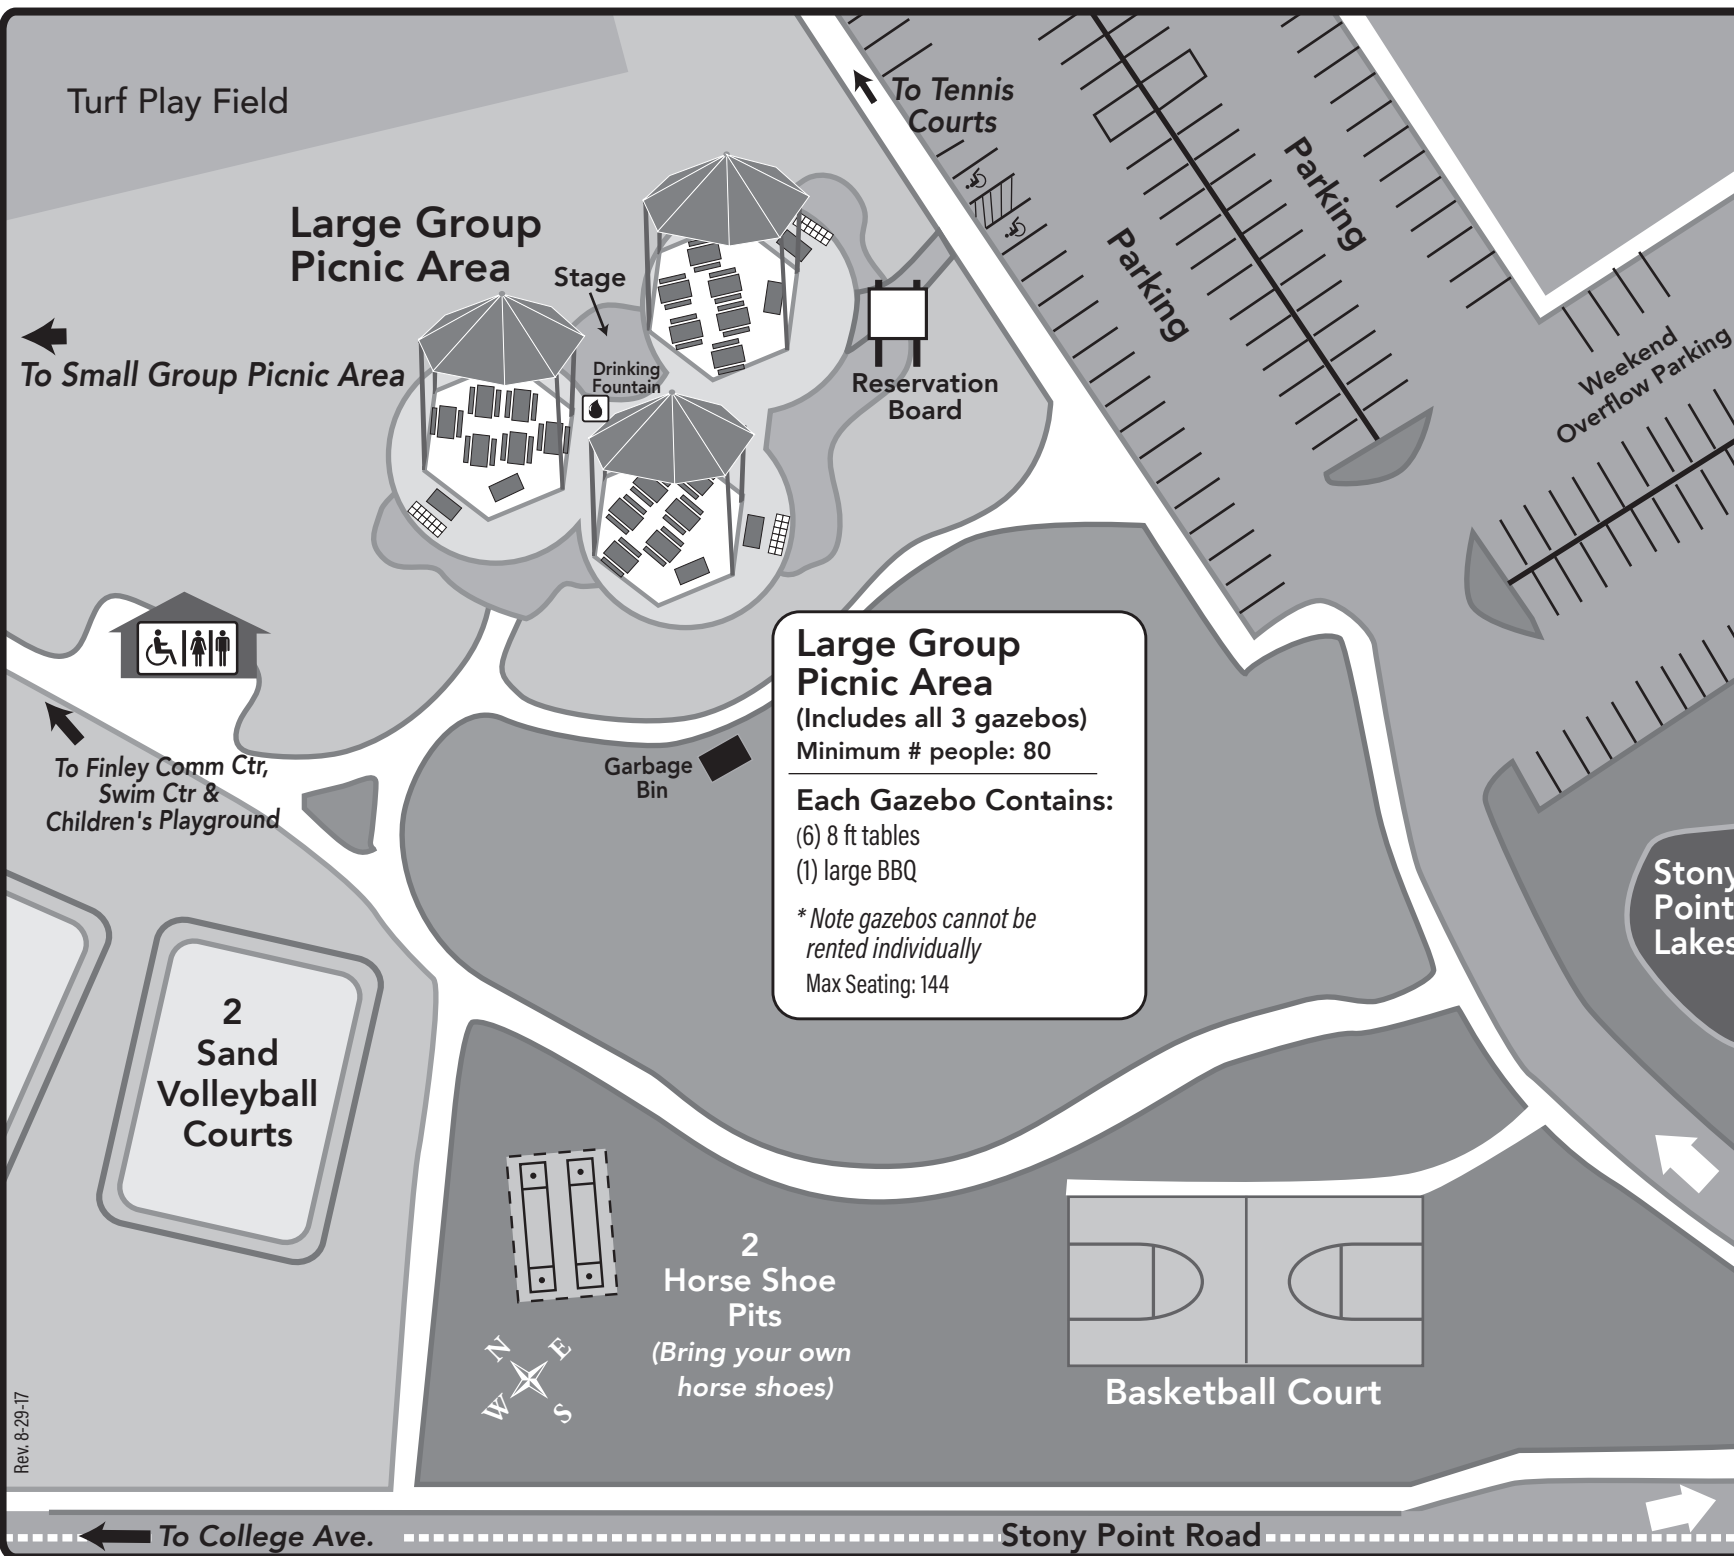 Turf Play Field
To Tennis
Courts
Parking
Parking
Large Group
Picnic Area
Stage
To Small Group Picnic Area
Drinking
Fountain
Reservation
Board
Weekend
Overflow Parking
Large Group
Picnic Area
(Includes all 3 gazebos)
Minimum # people: 80
Each Gazebo Contains:
(6) 8 ft tables
(1) large BBQ
* Note gazebos cannot be
rented individually
Max Seating: 144
Garbage
Bin
To Finley Comm Ctr,
Swim Ctr &
Children's Playground
Stony
Point
Lakes
2
Sand
Volleyball
Courts
2
Horse Shoe
Pits
(Bring your own
horse shoes)
N
E
W
S
Basketball Court
Rev. 8-29-17
To College Ave.
Stony Point Road